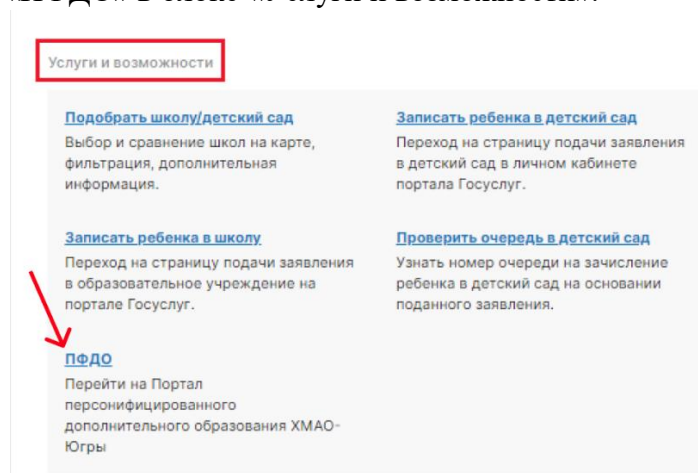 Услуги и возможности
Подобрать школу/детский сад
Выбор и сравнение школ на карте,
фильтрация, дополнительная
информация.
Записать ребенка в детский сад
Переход на страницу подачи заявления
в детский сад в личном кабинете
портала Госуслуг.
Записать ребенка в школу
Переход на страницу подачи заявления
в образовательное учреждение на
портале Госуслуг.
Проверить очередь в детский сад
Узнать номер очереди на зачисление
ребенка в детский сад на основании
поданного заявления.
ПФДО
Перейти на Портал
персонифицированного
дополнительного образования ХМАО-
Югры